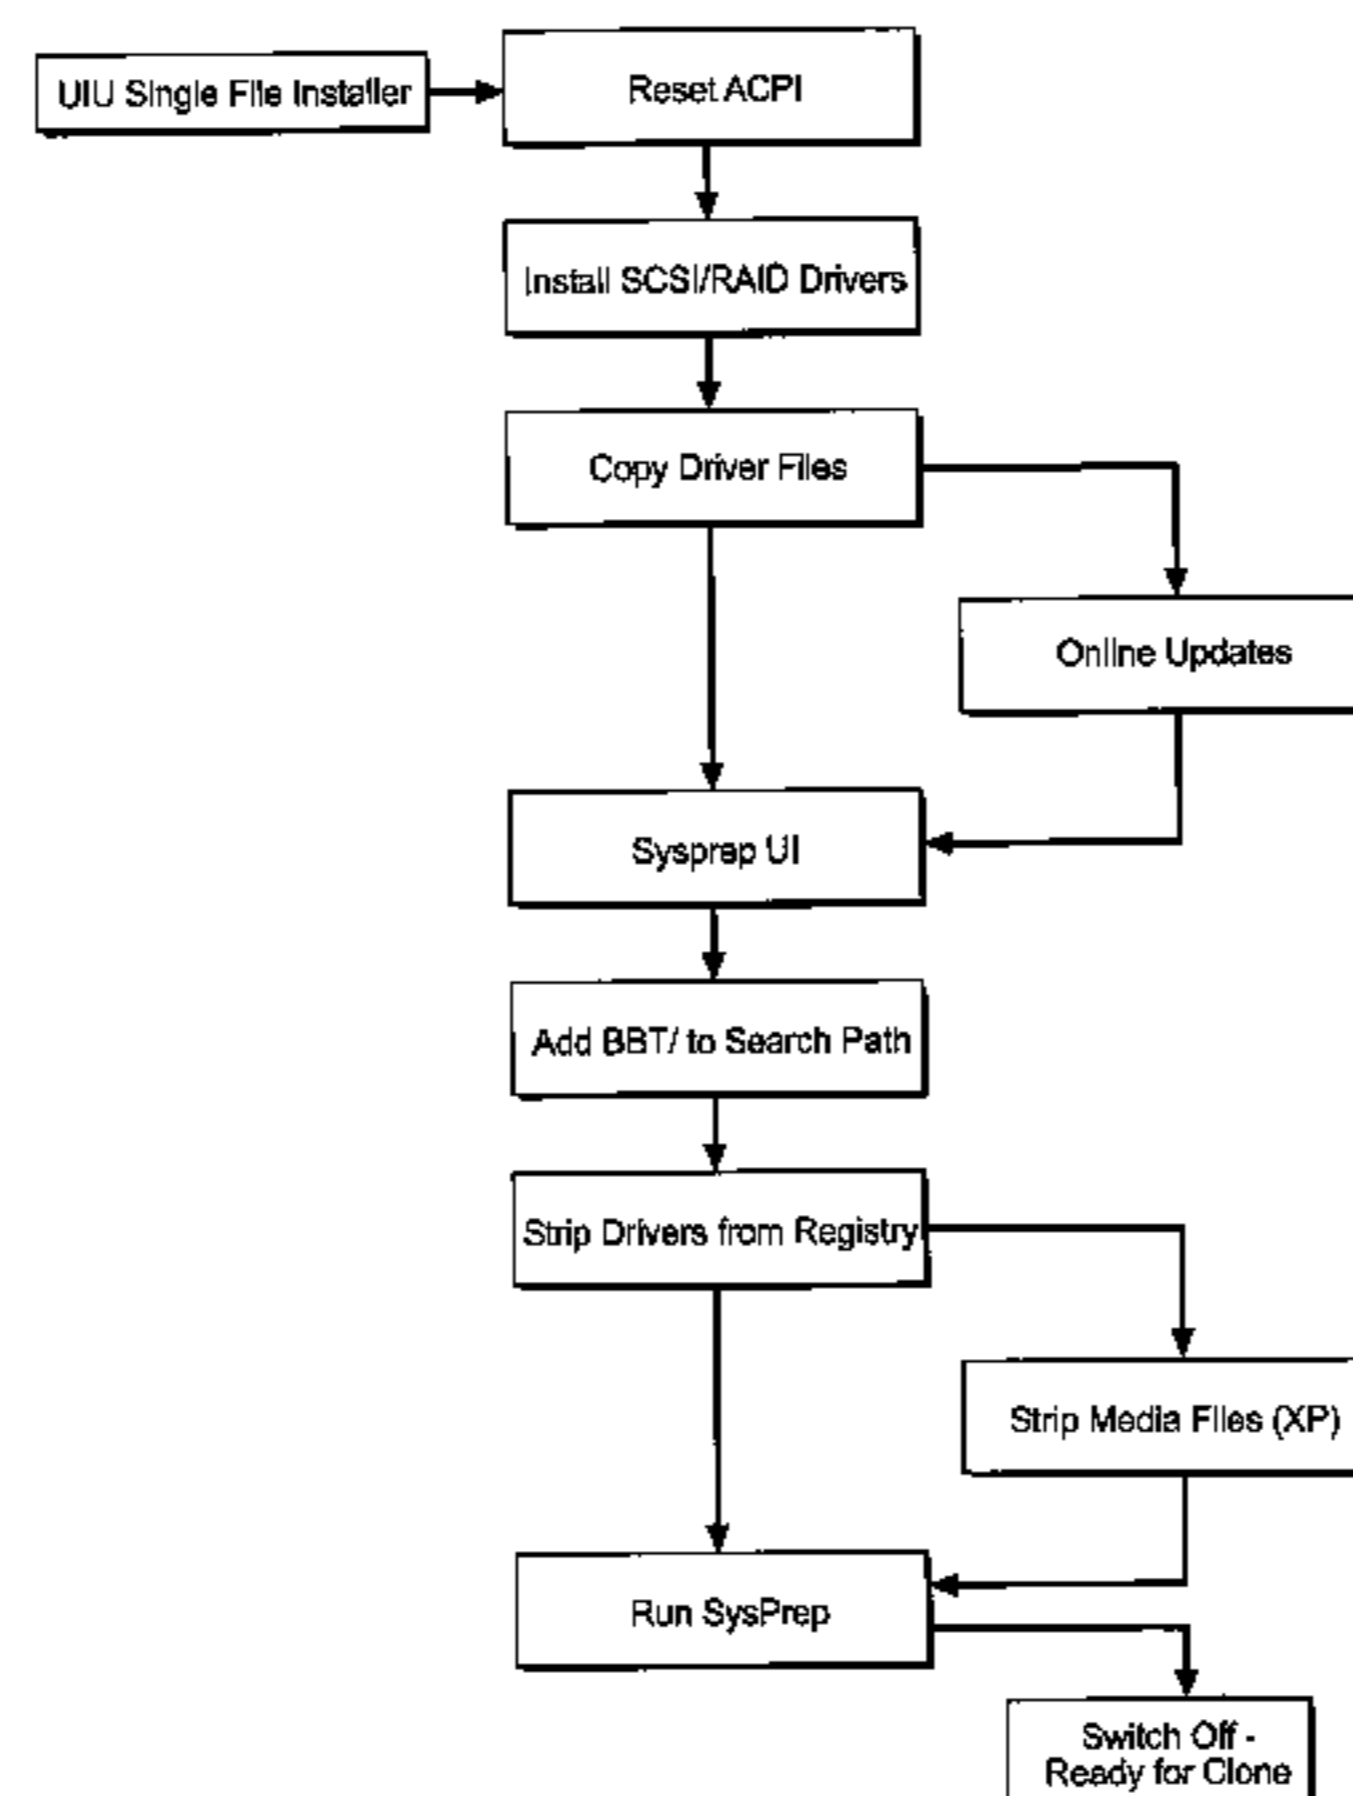 UIU Single File Installer
Reset ACPI
Install SCSI/RAID Drivers
Copy Driver Files
Online Updates
Sysprep UI
Add BBT/ to Search Path
Strip Drivers from Registry
Strip Media Files (XP)
Run SysPrep
Switch Off -
Ready for Clone